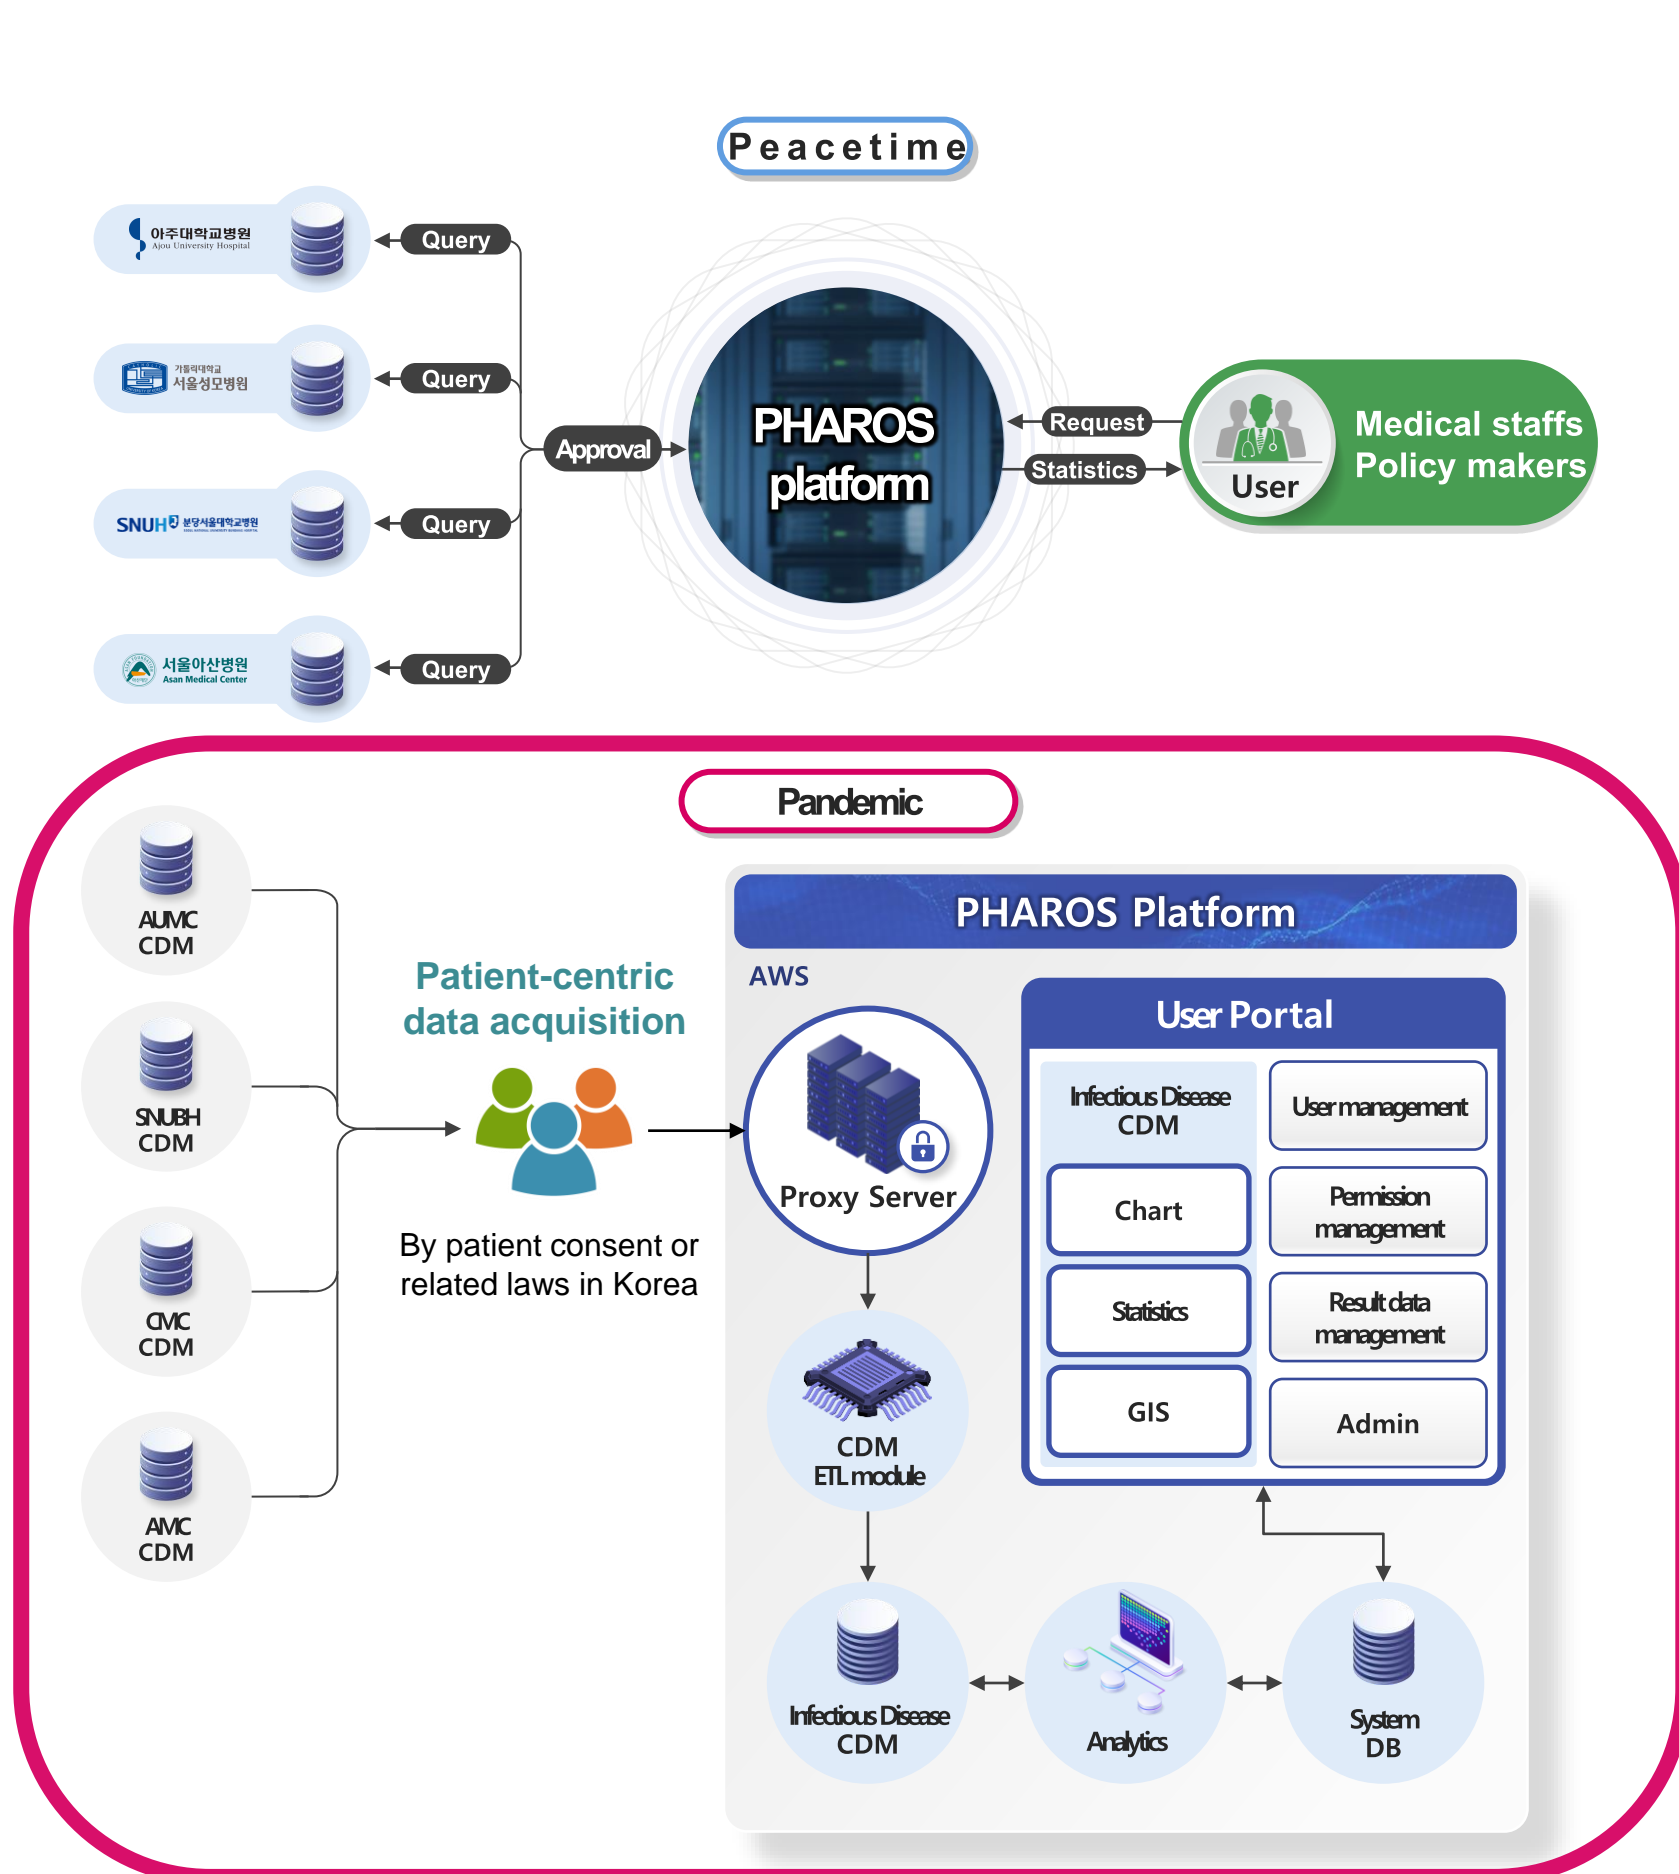 Peacetime
아주대학교병원
Ajou University Hospital
Query
가톨릭대학교
서울성모병원
Query
SNUH 분당서울대학교병원
Query
서울아산병원
Asan Medical Center
Query
Approval
PHAROS
platform
Request
Statistics
User
Medical staffs
Policy makers
Pandemic
AUMC
CDM
SNUBH
CDM
CMC
CDM
AMC
CDM
Patient-centric
data acquisition
By patient consent or
related laws in Korea
PHAROS Platform
AWS
Proxy Server
CDM
ETL module
Infectious Disease
CDM
Analytics
System
DB
User Portal
Infectious Disease
CDM
Chart
Statistics
GIS
User management
Permission
management
Result data
management
Admin